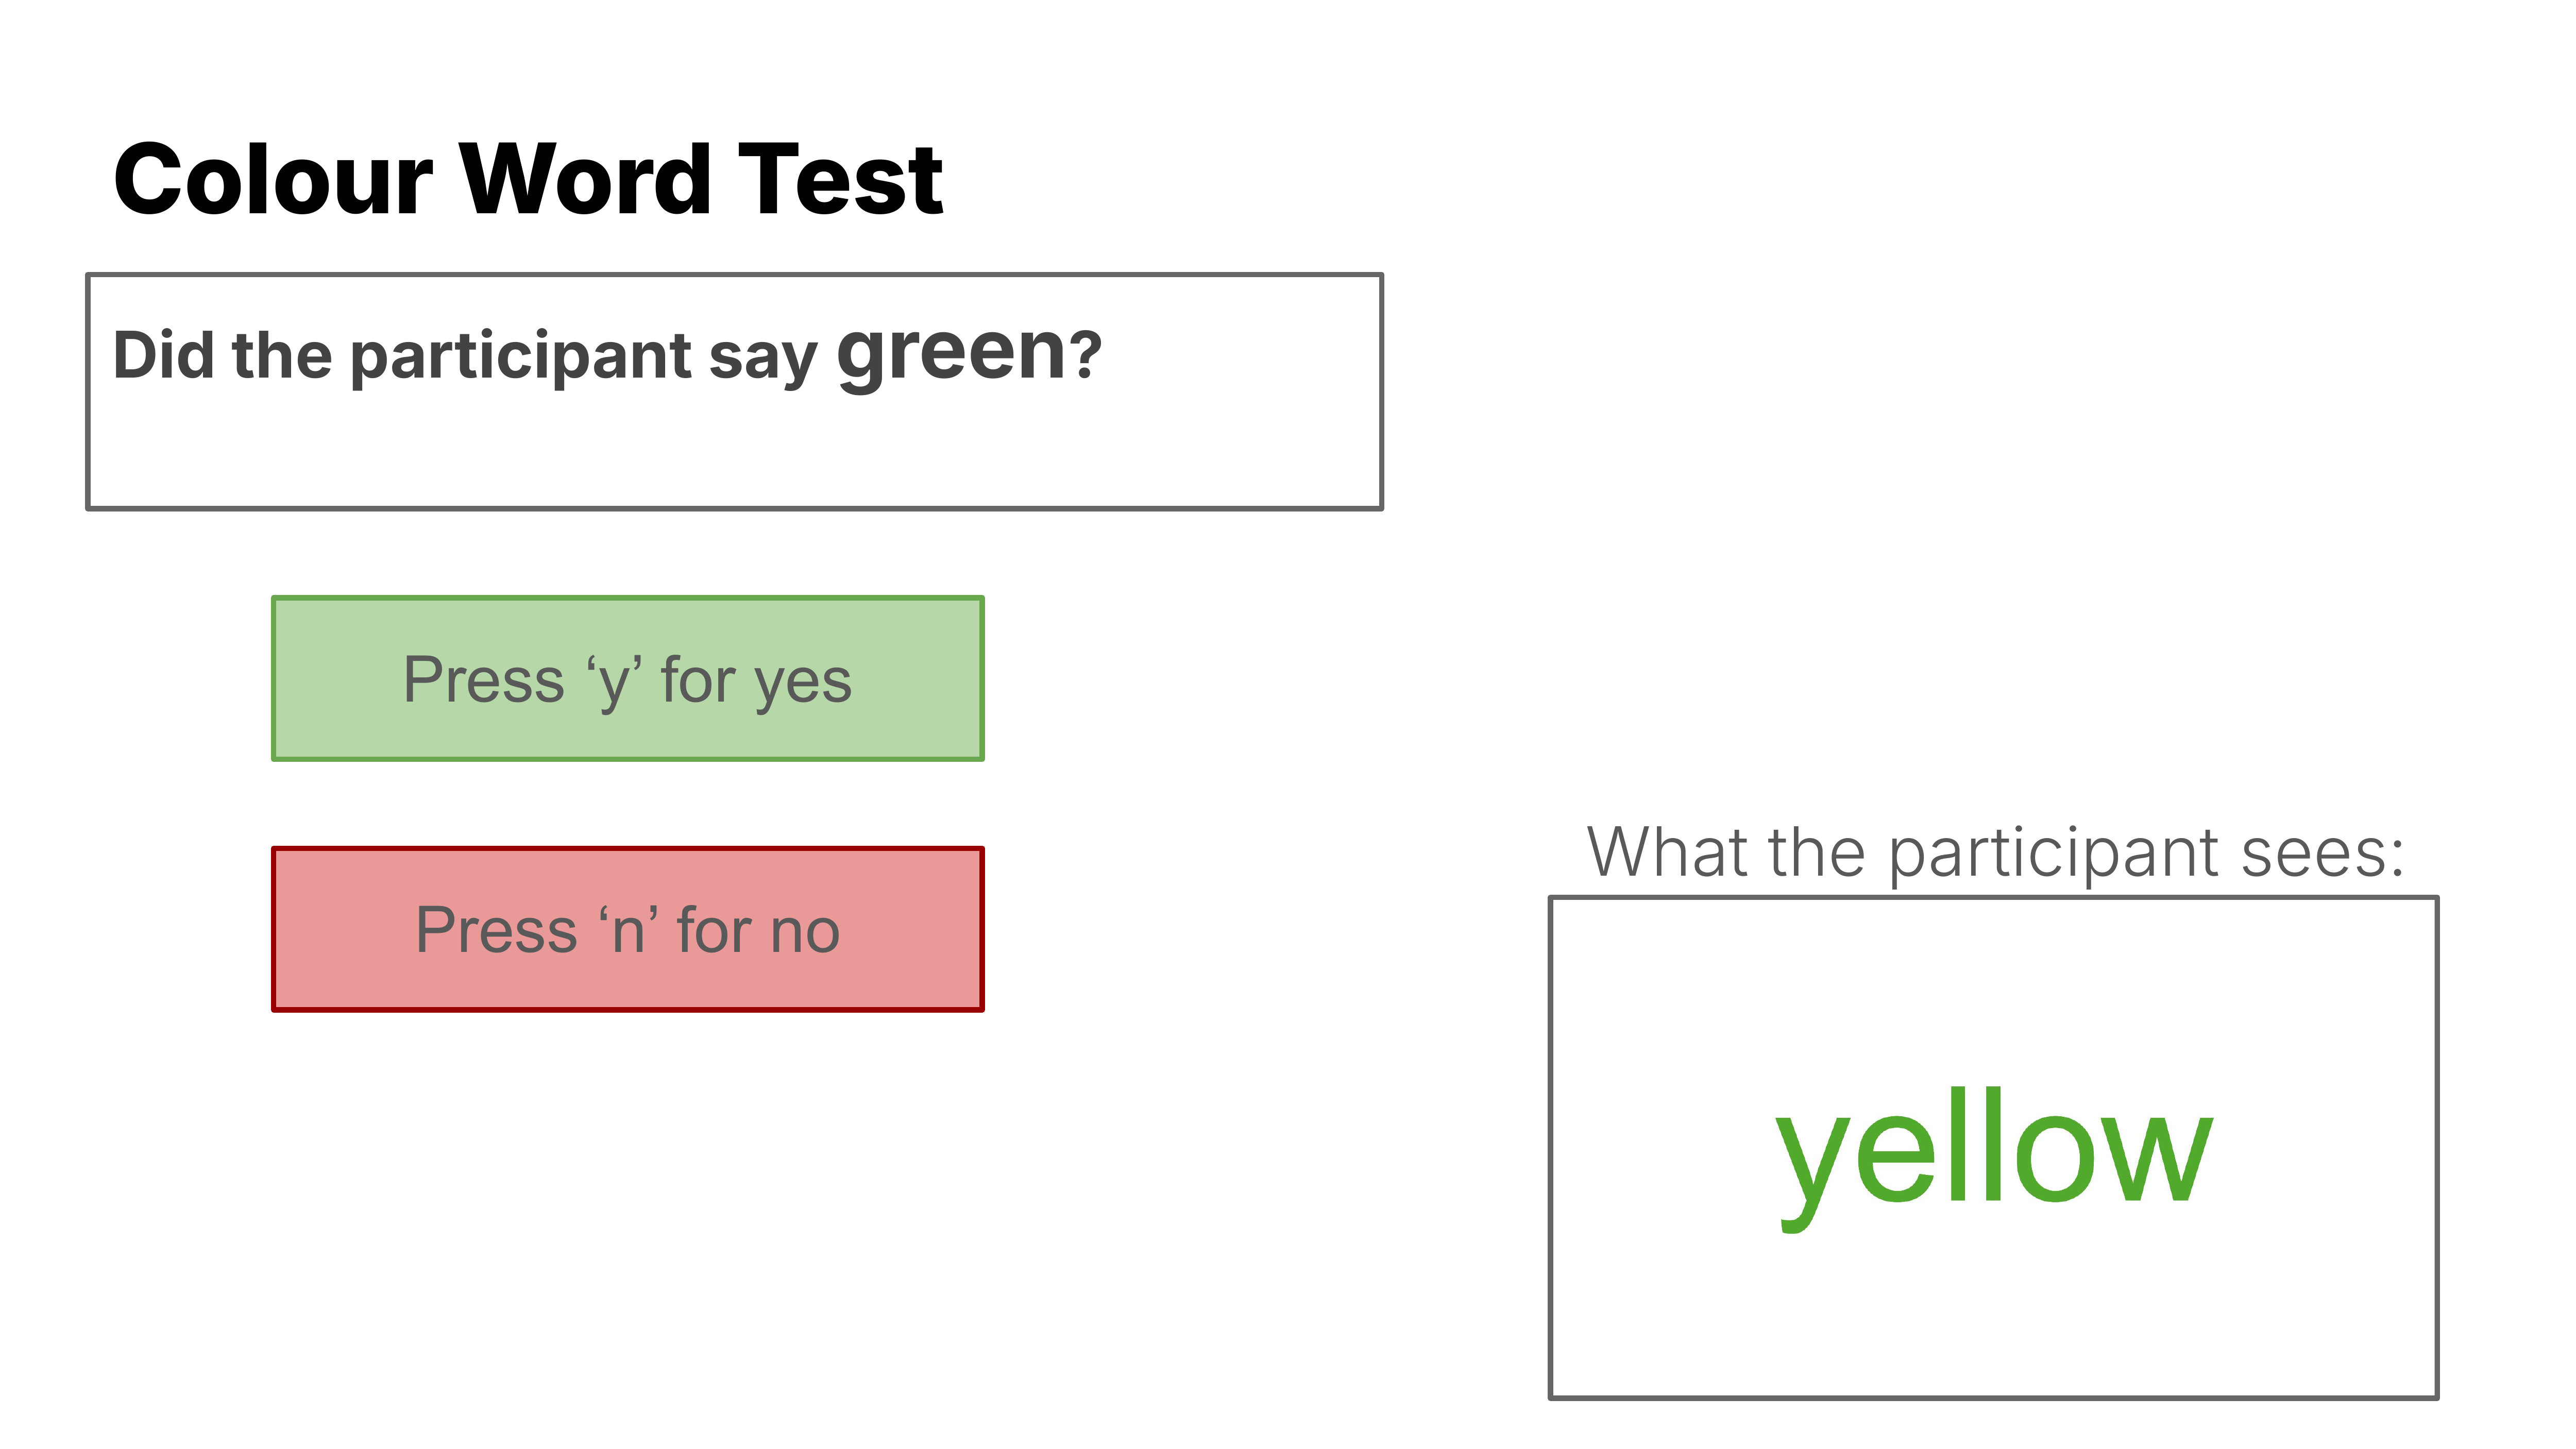 Colour Word Test
Did the participant say green?
Press ‘y’ for yes
Press ‘n’ for no
What the participant sees:
yellow